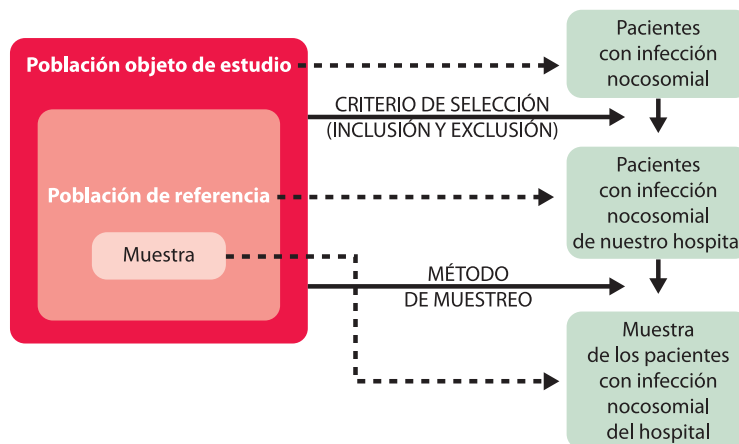 Población objeto de estudio
Pacientes
con infección
nocosomial
CRITERIO DE SELECCIÓN
(INCLUSIÓN Y EXCLUSIÓN)
Población de referencia
Pacientes
con infección
nocosomial
de nuestro hospital
Muestra
MÉTODO
DE MUESTREO
Muestra
de los pacientes
con infección
nocosomial
del hospital